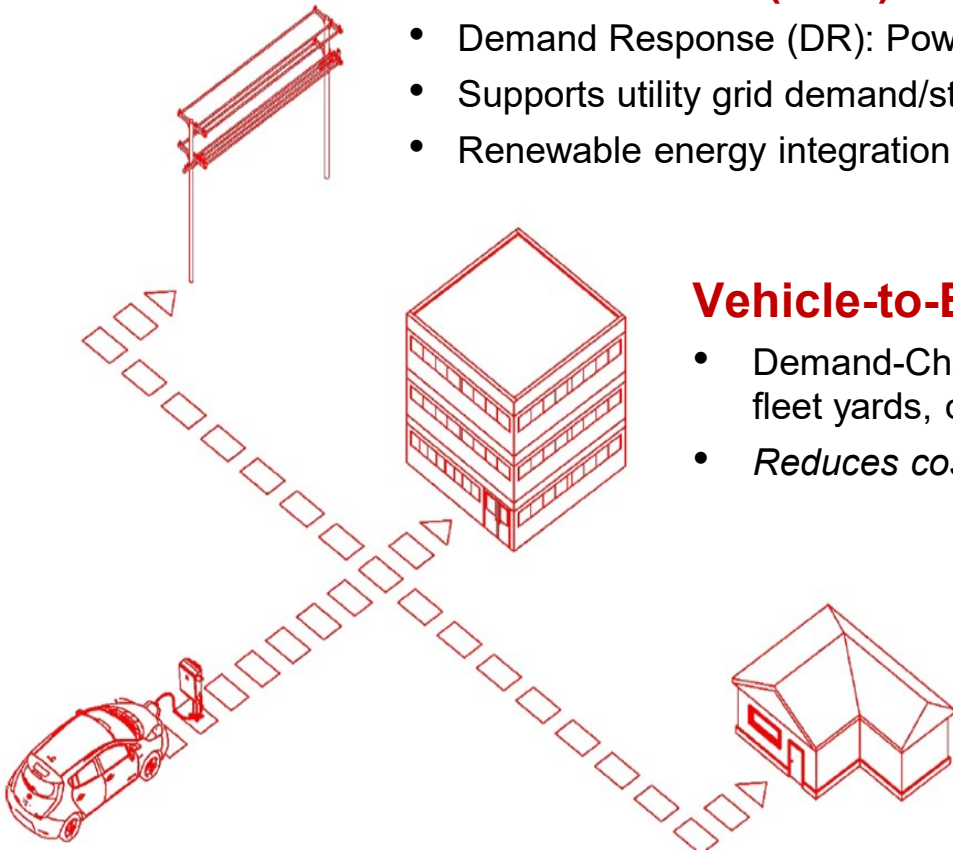 • Demand Response (DR): Pow
• Supports utility grid demand/st
• Renewable energy integration
Vehicle-to-
• Demand-Ch
fleet yards,
• Reduces cos